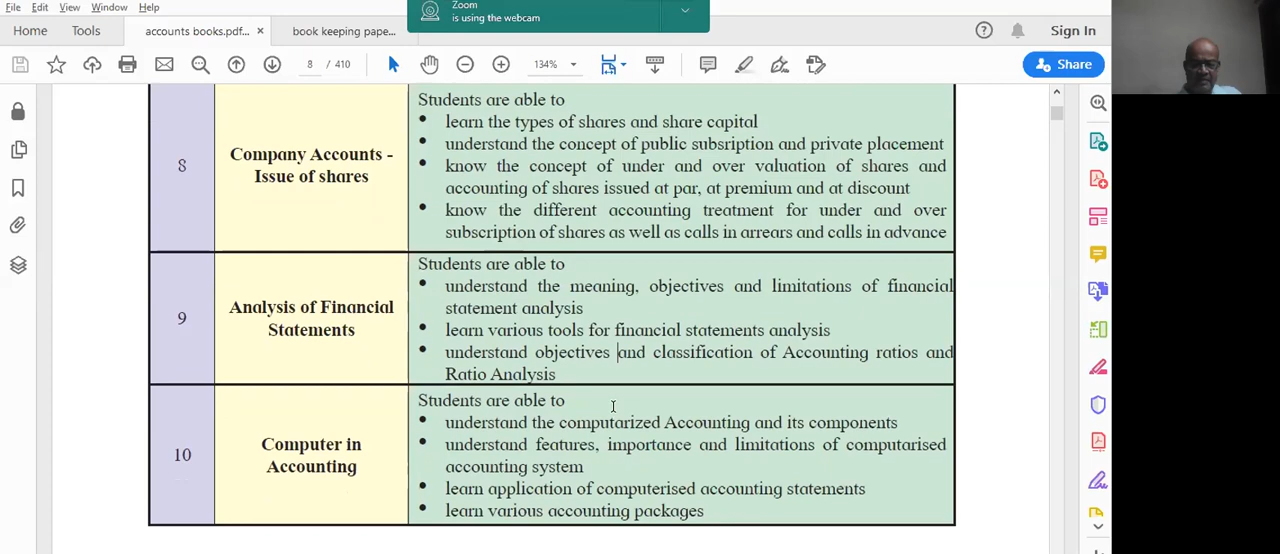 File Edit View Window Help
Zoom
is using the webcam
Home Tools accounts books.pdf... × book keeping pape... Sign In
8 / 410 134% Share
8
Company Accounts -
Issue of shares
Students are able to
• learn the types of shares and share capital
• understand the concept of public subsription and private placement
• know the concept of under and over valuation of shares and
accounting of shares issued at par, at premium and at discount
• know the different accounting treatment for under and over
subscription of shares as well as calls in arrears and calls in advance
9
Analysis of Financial
Statements
Students are able to
• understand the meaning, objectives and limitations of financial
statement analysis
• learn various tools for financial statements analysis
• understand objectives and classification of Accounting ratios and
Ratio Analysis
10
Computer in
Accounting
Students are able to
• understand the computarized Accounting and its components
• understand features, importance and limitations of computarised
accounting system
• learn application of computerised accounting statements
• learn various accounting packages